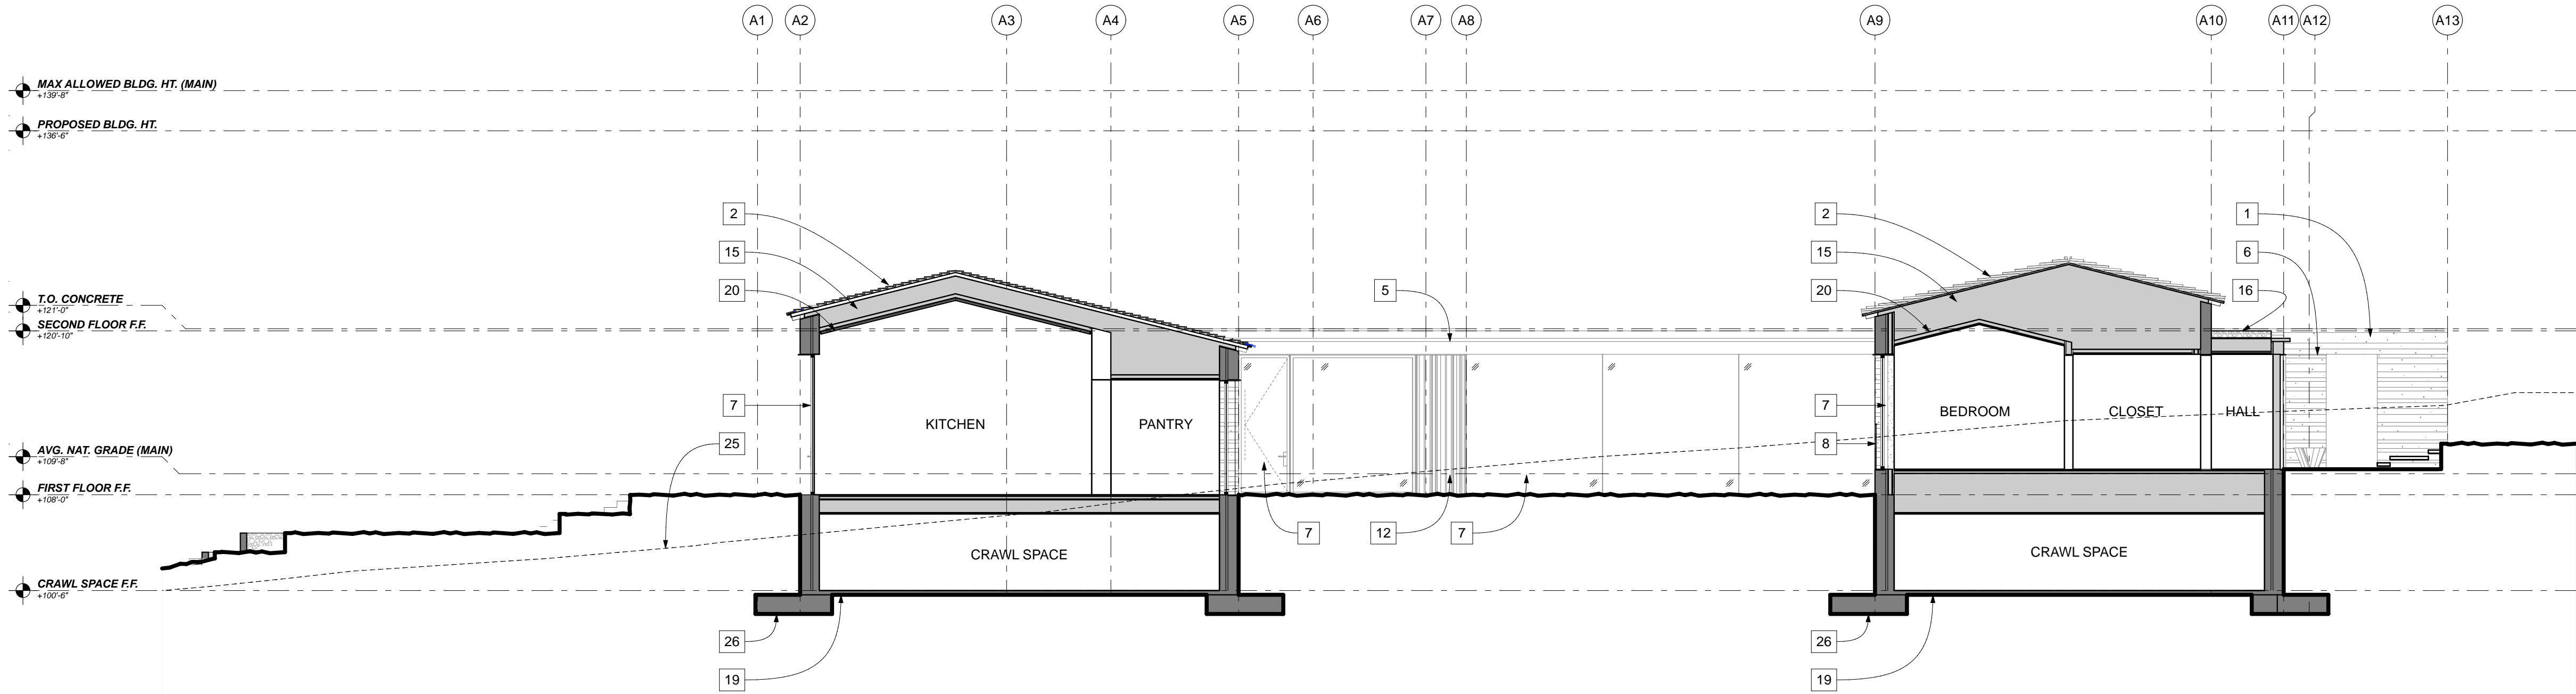 A1 A2 A3 A4 A5 A6 A7 A8 A9 A10 A11 A12 A13
MAX ALLOWED BLDG. HT. (MAIN)
+139'-8"
PROPOSED BLDG. HT.
+136'-6"
2 2 1
15 15 6
20 5 20 16
T.O. CONCRETE
+121'-0"
SECOND FLOOR F.F.
+120'-10"
7 7
KITCHEN PANTRY BEDROOM CLOSET HALL
25 8
AVG. NAT. GRADE (MAIN)
+109'-8"
FIRST FLOOR F.F.
+108'-0"
7 12 7
CRAWL SPACE CRAWL SPACE
CRAWL SPACE F.F.
+100'-6"
26 26
19 19